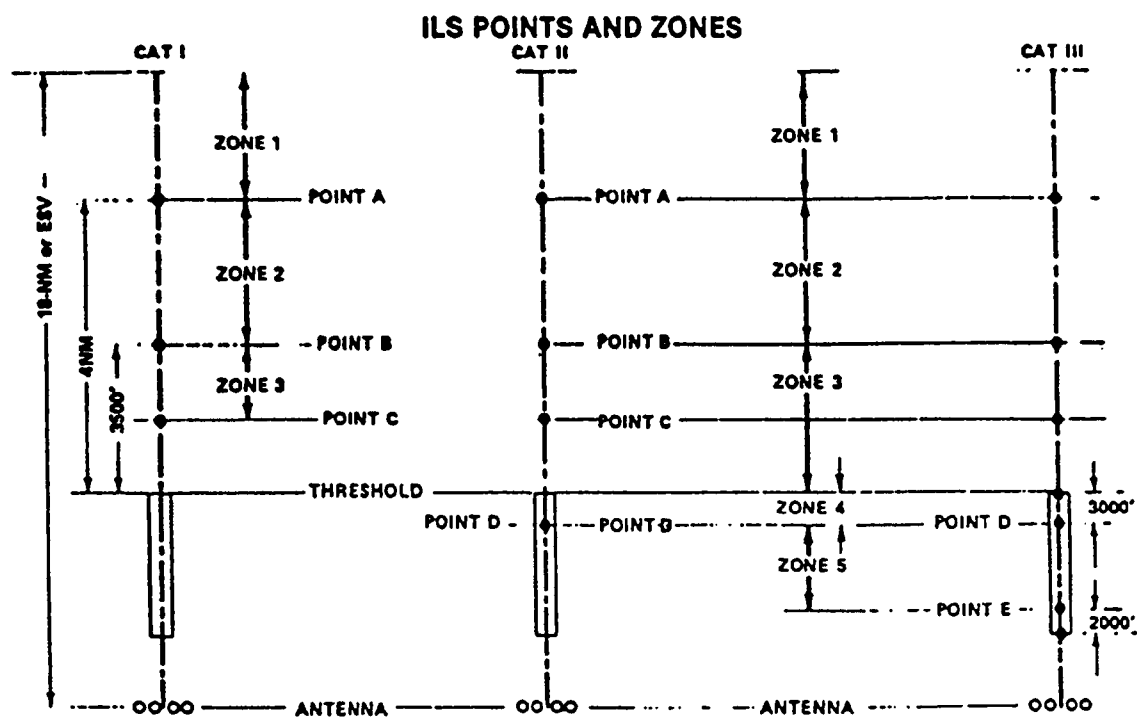 ILS POINTS AND ZONES
CAT I CAT II CAT III
ZONE 1 ZONE 1
18-NM or ESV
POINT A POINT A
ZONE 2 ZONE 2
4NM
POINT B POINT B
3500'
ZONE 3 ZONE 3
POINT C POINT C
THRESHOLD
ZONE 4 3000'
POINT D POINT G POINT D
ZONE 5
POINT E 2000'
ANTENNA ANTENNA